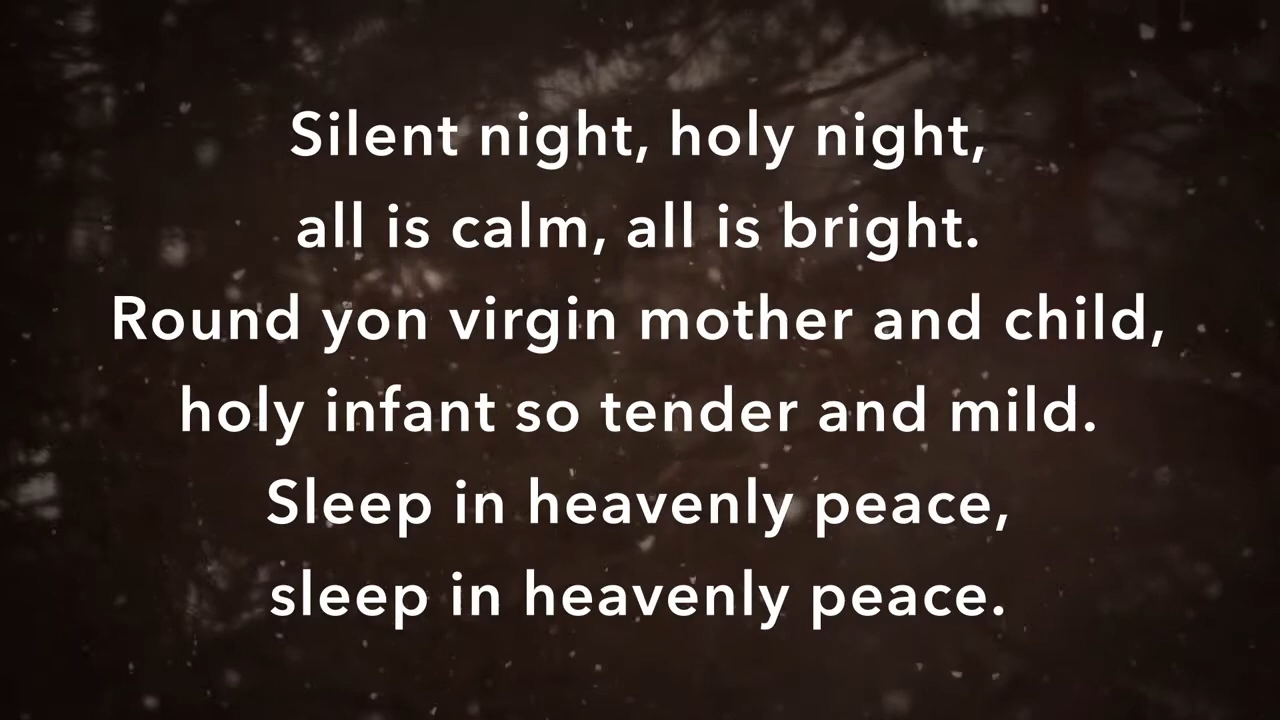 Silent night, holy night,
all is calm, all is bright.
Round yon virgin mother and child,
holy infant so tender and mild.
Sleep in heavenly peace,
sleep in heavenly peace.